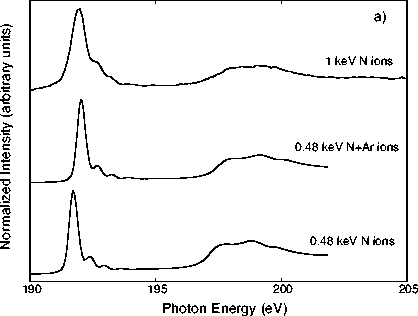 a)
1 keV N ions
0.48 keV N+Ar ions
0.48 keV N ions
Normalized Intensity (arbitrary units)
190 195 200 205
Photon Energy (eV)